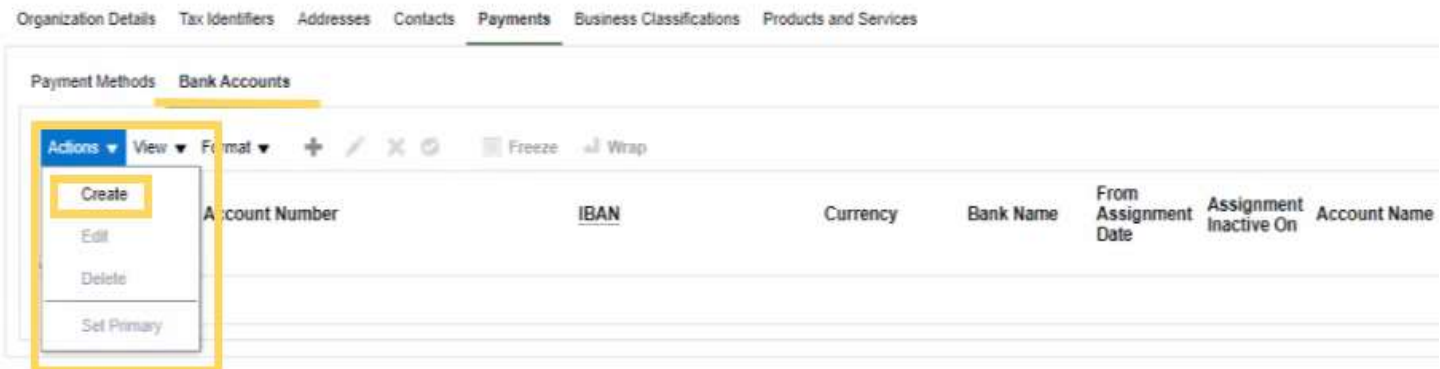 Organization Details Tax Identifiers Addresses Contacts Payments Business Classifications Products and Services
Payment Methods Bank Accounts
Actions View Format Freeze Wrap
Create
Edit
Delete
Set Primary
Account Number IBAN Currency Bank Name From Assignment Date Assignment Inactive On Account Name